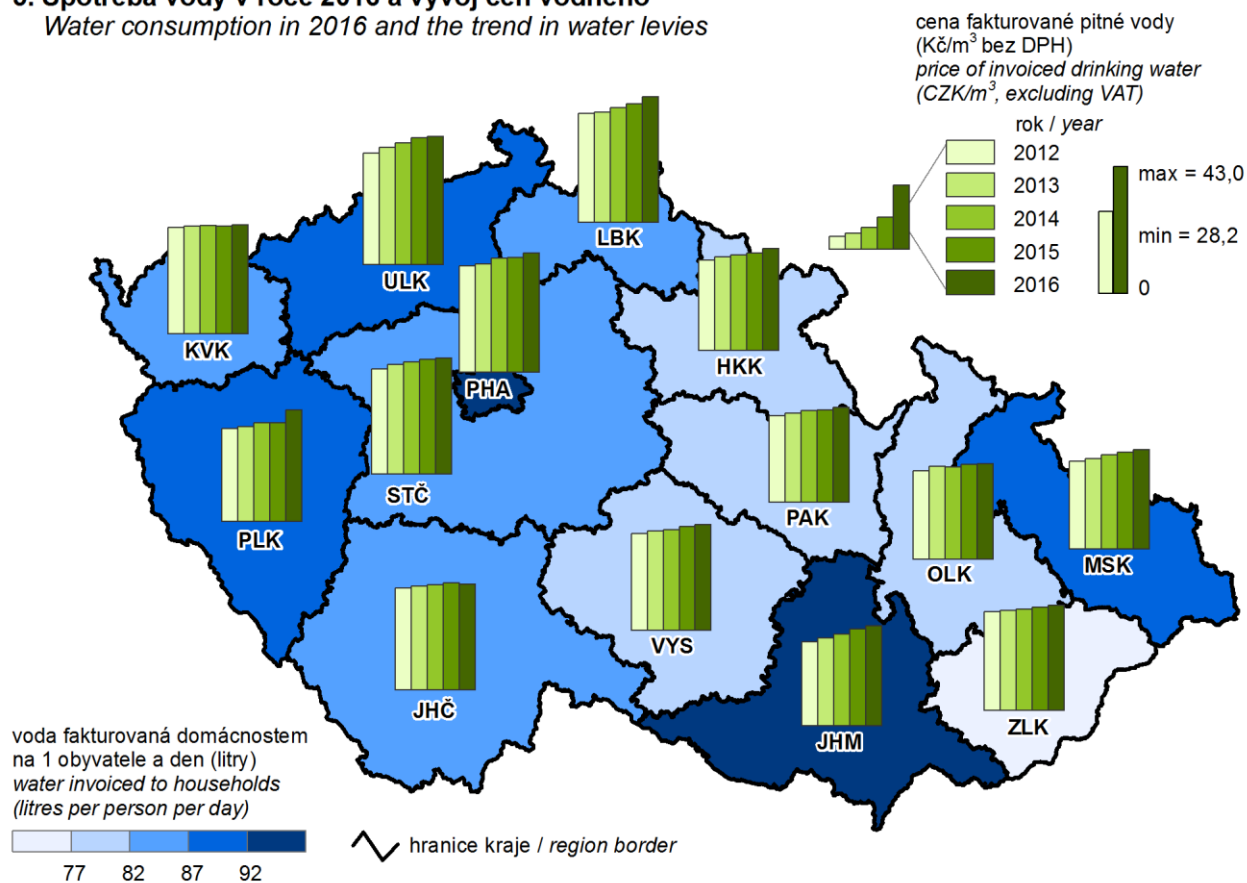 Water consumption in 2016 and the trend in water levies
cena fakturované pitné vody
(Kč/m³ bez DPH)
price of invoiced drinking water
(CZK/m³, excluding VAT)
rok / year
2012
2013
2014
2015
2016
max = 43,0
min = 28,2
0
LBK
ULK
KVK
HKK
PHA
STČ
PAK
PLK
OLK
MSK
VYS
JHČ
ZLK
JHM
voda fakturovaná domácnostem
na 1 obyvatele a den (litry)
water invoiced to households
(litres per person per day)
77 82 87 92
hranice kraje / region border